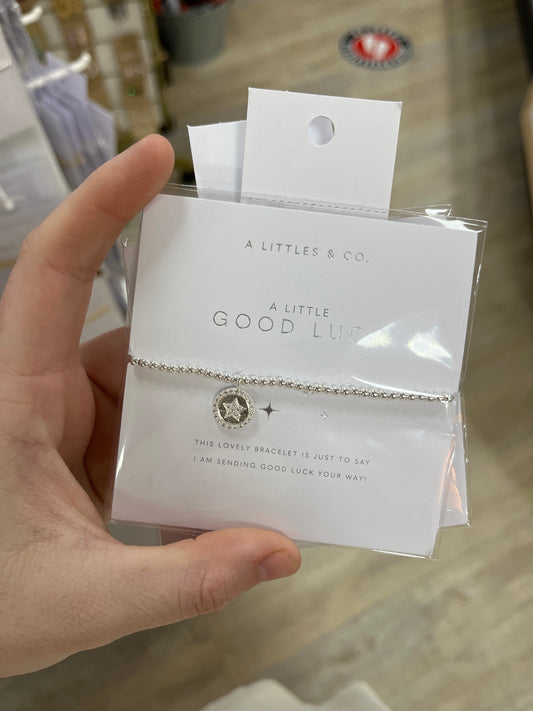 A LITTLES & CO.
A LITTLE
GOOD LUC
THIS LOVELY BRACELET IS JUST TO SAY
I AM SENDING GOOD LUCK YOUR WAY!